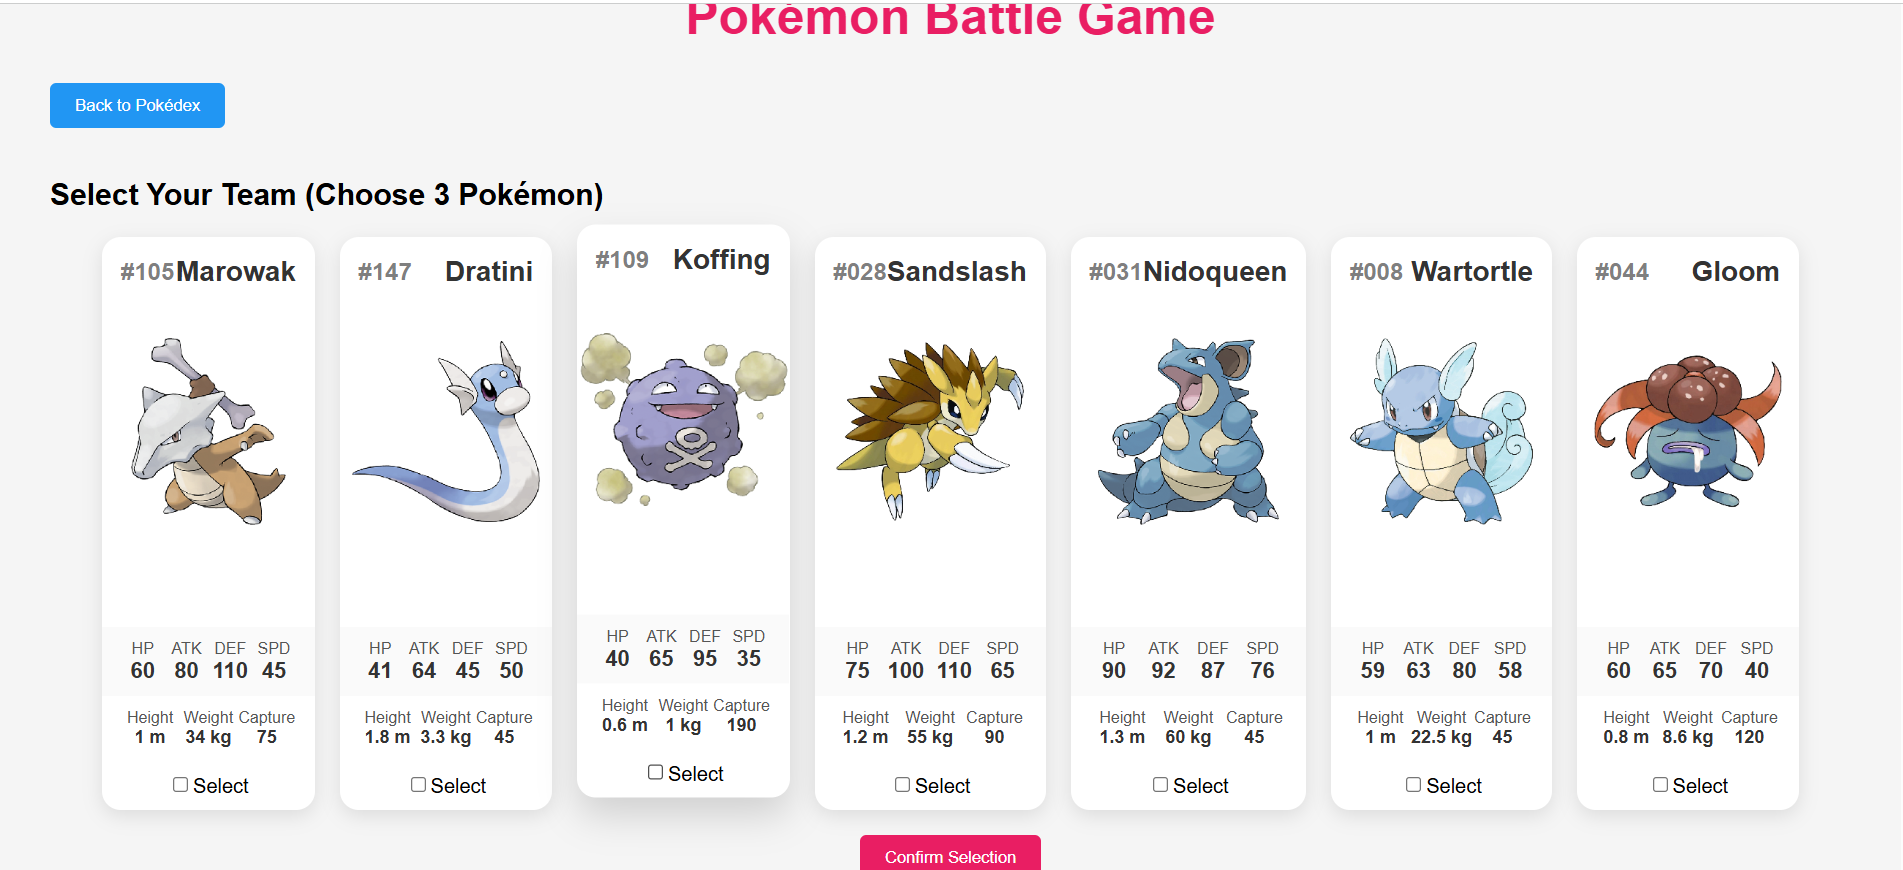 Pokémon Battle Game
Back to Pokédex
Select Your Team (Choose 3 Pokémon)
#105 Marowak
HP ATK DEF SPD
60 80 110 45
Height Weight Capture
1 m 34 kg 75
Select
#147 Dratini
HP ATK DEF SPD
41 64 45 50
Height Weight Capture
1.8 m 3.3 kg 45
Select
#109 Koffing
HP ATK DEF SPD
40 65 95 35
Height Weight Capture
0.6 m 1 kg 190
Select
#028 Sandslash
HP ATK DEF SPD
75 100 110 65
Height Weight Capture
1.2 m 55 kg 90
Select
#031 Nidoqueen
HP ATK DEF SPD
90 92 87 76
Height Weight Capture
1.3 m 60 kg 45
Select
#008 Wartortle
HP ATK DEF SPD
59 63 80 58
Height Weight Capture
1 m 22.5 kg 45
Select
#044 Gloom
HP ATK DEF SPD
60 65 70 40
Height Weight Capture
0.8 m 8.6 kg 120
Select
Confirm Selection